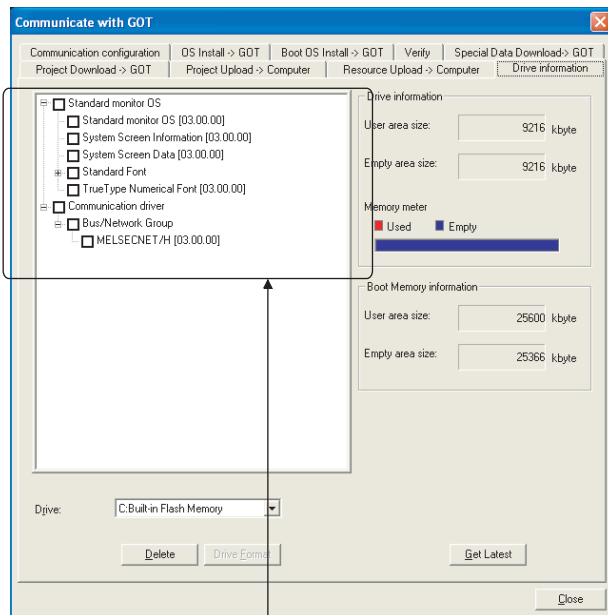 Communicate with GOT
Communication configuration | OS Install -> GOT | Boot OS Install -> GOT | Verify | Special Data Download-> GOT
Project Download -> GOT | Project Upload -> Computer | Resource Upload -> Computer | Drive information
Standard monitor OS
Standard monitor OS [03.00.00]
System Screen Information [03.00.00]
System Screen Data [03.00.00]
Standard Font
TrueType Numerical Font [03.00.00]
Communication driver
Bus/Network Group
MELSECNET/H [03.00.00]
Drive information
User area size: 9216 kbyte
Empty area size: 9216 kbyte
Memory meter
Used Empty
Boot Memory information
User area size: 25600 kbyte
Empty area size: 25366 kbyte
Drive: C:Built-in Flash Memory
Delete Drive Format Get Latest
Close